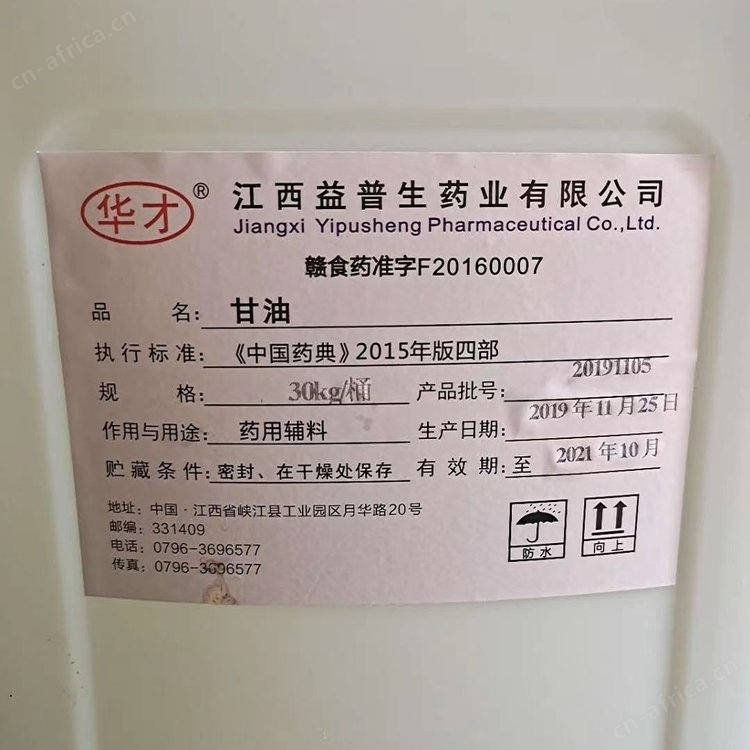 cn-africa.cn
华才®
江西益普生药业有限公司
Jiangxi Yipusheng Pharmaceutical Co.,Ltd.
赣食药准字F20160007
品 名: 甘油
执行标准: 《中国药典》2015年版四部
规 格: 30kg/桶 产品批号: 20191105
作用与用途: 药用辅料 生产日期: 2019年11月25日
贮藏条件: 密封、在干燥处保存 有效期: 至 2021年10月
地址: 中国·江西省峡江县工业园区月华路20号
邮编: 331409
电话: 0796-3696577
传真: 0796-3696577
防水 向上
cn-africa.cn